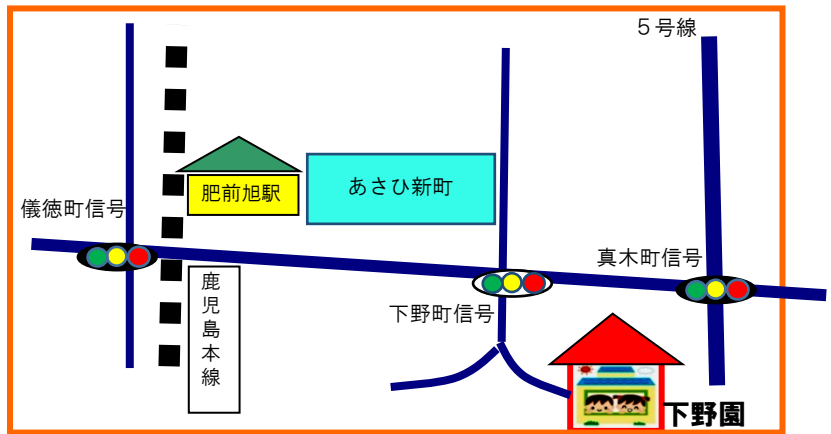 ５号線
肥前旭駅
あさひ新町
儀徳町信号
真木町信号
鹿児島本線
下野町信号
下野園